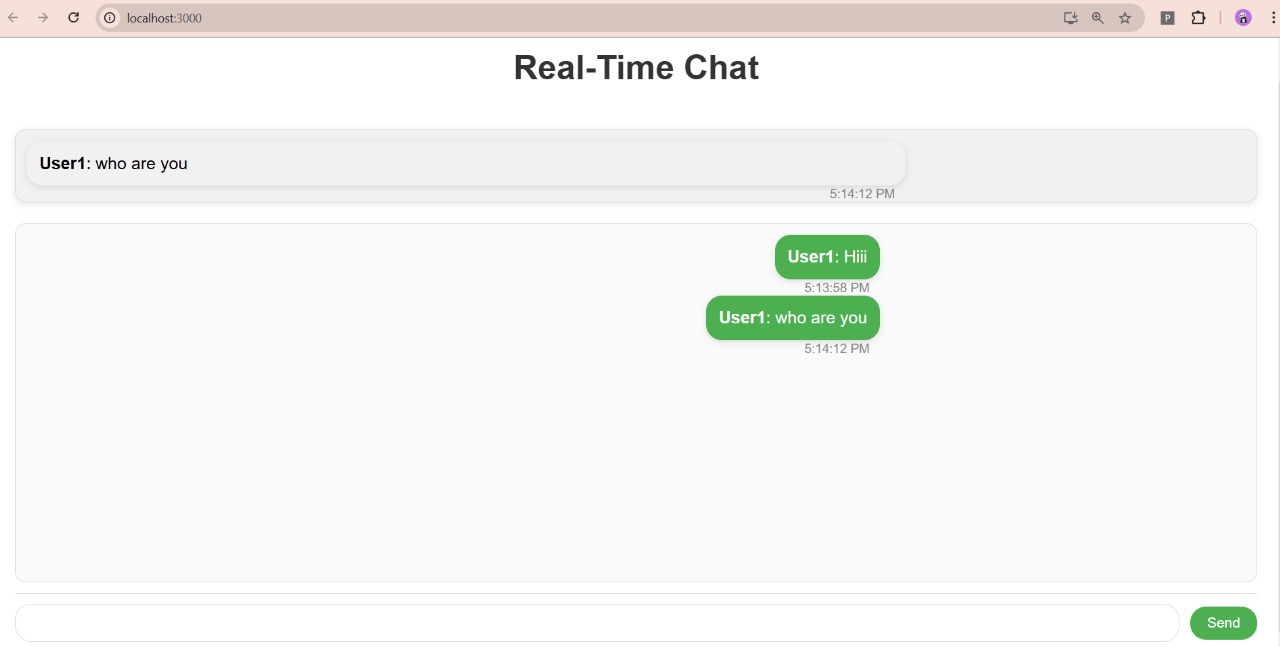 localhost:3000
P
Real-Time Chat
User1: who are you
5:14:12 PM
User1: Hiii
5:13:58 PM
User1: who are you
5:14:12 PM
Send